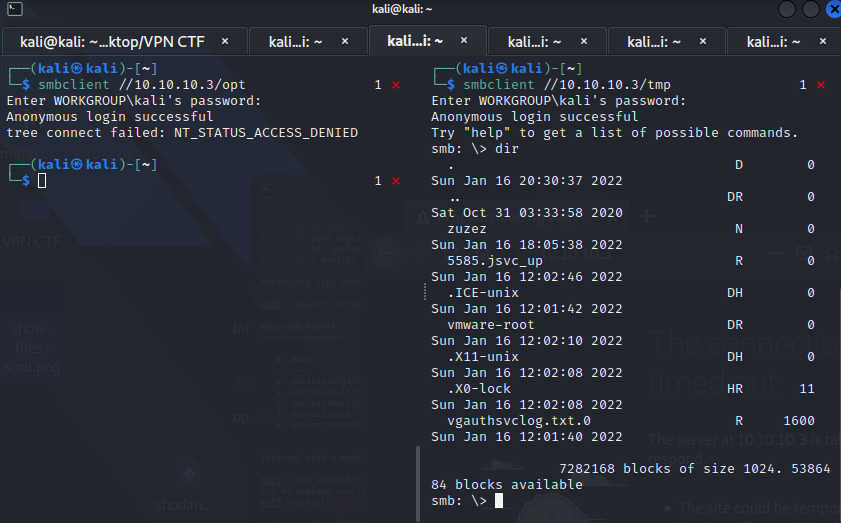 kali@kali: ~
kali@kali: ~...ktop/VPN CTF ×
kali...i: ~ ×
kali...i: ~ ×
kali...i: ~ ×
kali...i: ~ ×
kali...i: ~ ×
┌──(kali㉿kali)-[~]
└─$ smbclient //10.10.10.3/opt 1 ⨯
Enter WORKGROUP\kali's password:
Anonymous login successful
tree connect failed: NT_STATUS_ACCESS_DENIED
┌──(kali㉿kali)-[~]
└─$ 1 ⨯
┌──(kali㉿kali)-[~]
└─$ smbclient //10.10.10.3/tmp 1 ⨯
Enter WORKGROUP\kali's password:
Anonymous login successful
Try "help" to get a list of possible commands.
smb: \> dir
. D 0
Sun Jan 16 20:30:37 2022
.. DR 0
Sat Oct 31 03:33:58 2020
zuzez N 0
Sun Jan 16 18:05:38 2022
5585.jsvc_up R 0
Sun Jan 16 12:02:46 2022
.ICE-unix DH 0
Sun Jan 16 12:01:42 2022
vmware-root DR 0
Sun Jan 16 12:02:10 2022
.X11-unix DH 0
Sun Jan 16 12:02:08 2022
.X0-lock HR 11
Sun Jan 16 12:02:08 2022
vgauthsvclog.txt.0 R 1600
Sun Jan 16 12:01:40 2022
7282168 blocks of size 1024. 53864
84 blocks available
smb: \>
VPN CTF
show-
files-
smb.png
shodan...
10.10.10.3
The connection
timed out
The server at 10.10.10.3 is tak
respond.
The site could be tempor